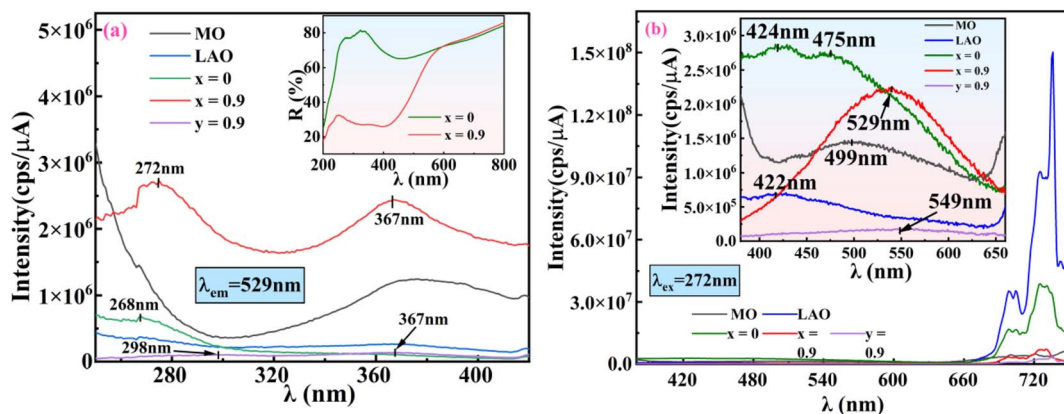 (a)
Intensity(cps/μA)
5×10⁶
4×10⁶
3×10⁶
2×10⁶
1×10⁶
0
MO
LAO
x = 0
x = 0.9
y = 0.9
R (%)
80
60
40
20
200
400
600
800
λ (nm)
x = 0
x = 0.9
272nm
367nm
λem=529nm
268nm
298nm
367nm
260
320
360
400
λ (nm)
(b)
Intensity(cps/μA)
1.5×10⁸
1.2×10⁸
9.0×10⁷
6.0×10⁷
3.0×10⁷
0.0
Intensity(cps/μA)
3.0×10⁶
2.5×10⁶
2.0×10⁶
1.5×10⁶
1.0×10⁶
5.0×10⁵
0.0
424nm
475nm
529nm
499nm
422nm
549nm
400
450
500
550
600
650
λ (nm)
MO
LAO
x = 0
x = 0.9
y = 0.9
λex=272nm
MO
LAO
x = 0
x =
0.9
y =
0.9
420
480
540
600
660
720
λ (nm)